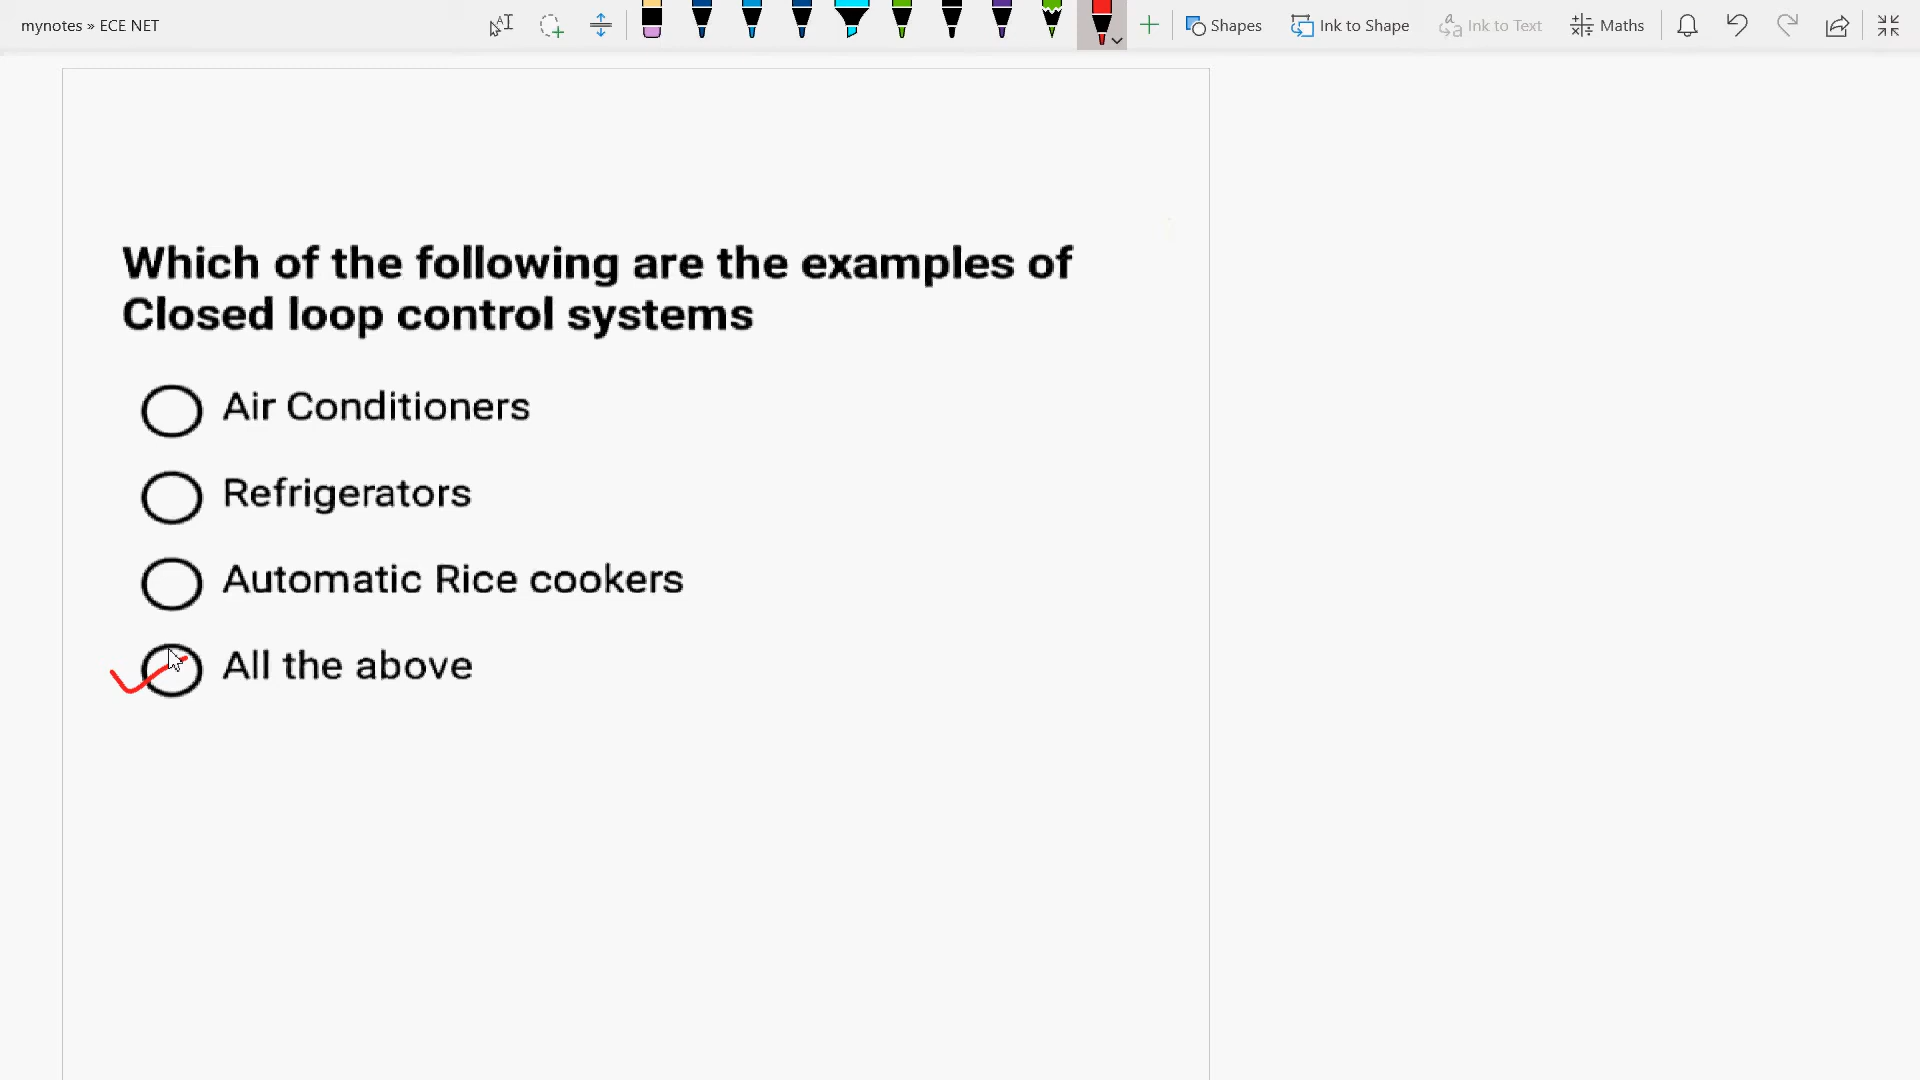 mynotes » ECE NET
Shapes
Ink to Shape
Ink to Text
Maths
Which of the following are the examples of
Closed loop control systems
Air Conditioners
Refrigerators
Automatic Rice cookers
All the above